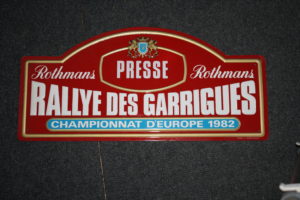 PRESSE
Rothmans Rothmans
RALLYE DES GARRIGUES
CHAMPIONNAT D'EUROPE 1982